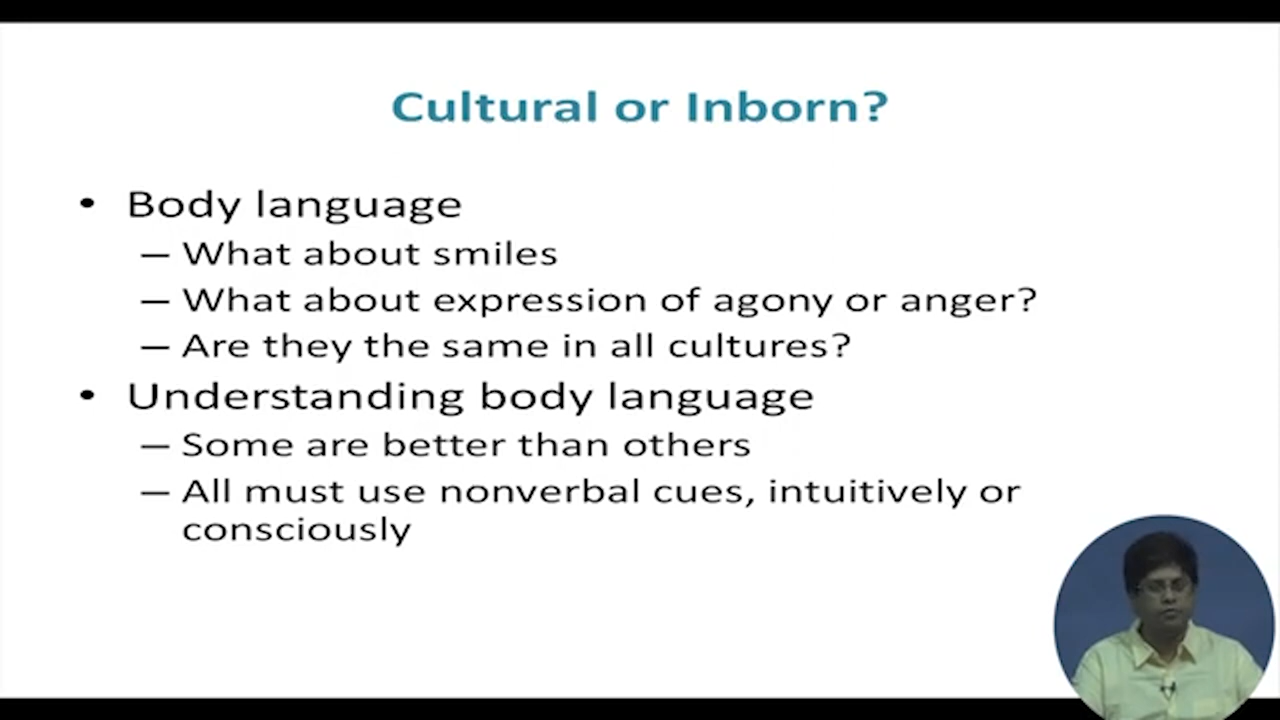 Cultural or Inborn?
• Body language
– What about smiles
– What about expression of agony or anger?
– Are they the same in all cultures?
• Understanding body language
– Some are better than others
– All must use nonverbal cues, intuitively or
consciously